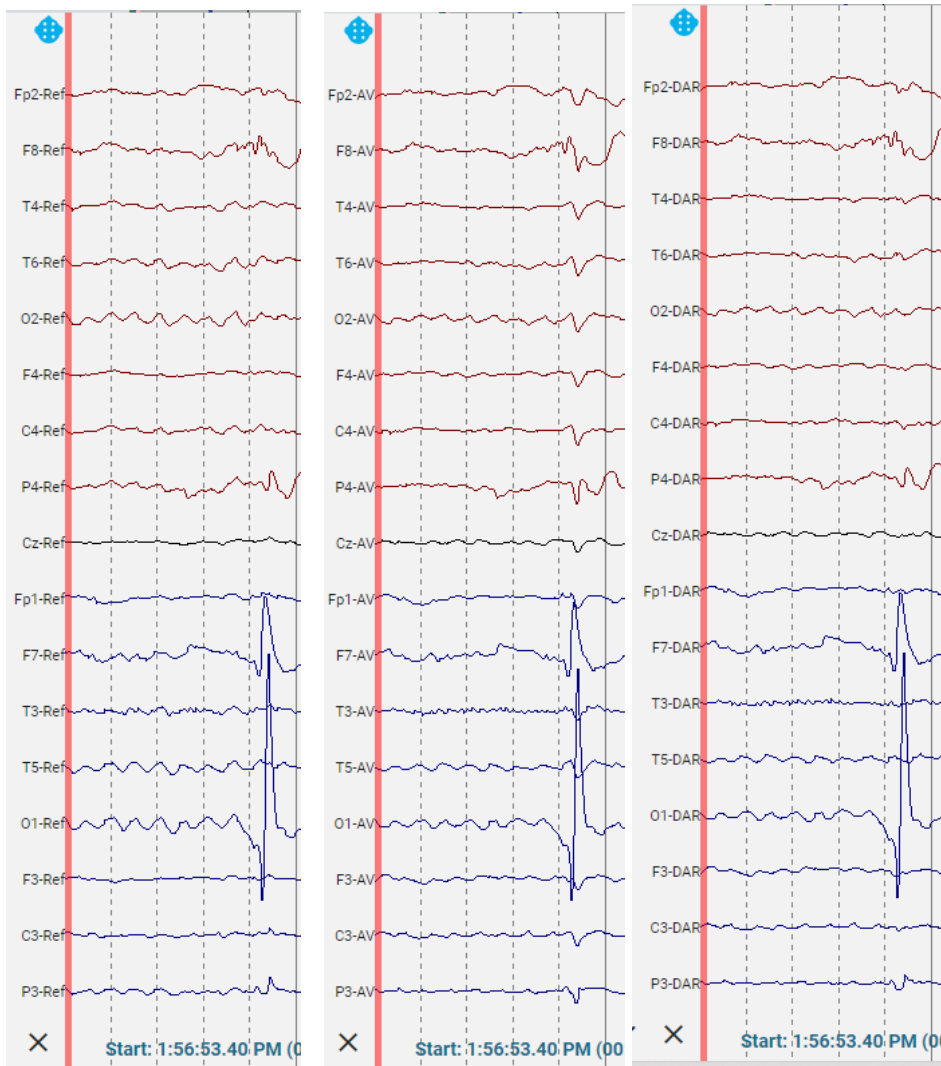 Fp2-Ref
F8-Ref
T4-Ref
T6-Ref
O2-Ref
F4-Ref
C4-Ref
P4-Ref
Cz-Ref
Fp1-Ref
F7-Ref
T3-Ref
T5-Ref
O1-Ref
F3-Ref
C3-Ref
P3-Ref
Start: 1:56:53.40 PM (0
Fp2-AV
F8-AV
T4-AV
T6-AV
O2-AV
F4-AV
C4-AV
P4-AV
Cz-AV
Fp1-AV
F7-AV
T3-AV
T5-AV
O1-AV
F3-AV
C3-AV
P3-AV
Start: 1:56:53.40 PM (00
Fp2-DAR
F8-DAR
T4-DAR
T6-DAR
O2-DAR
F4-DAR
C4-DAR
P4-DAR
Cz-DAR
Fp1-DAR
F7-DAR
T3-DAR
T5-DAR
O1-DAR
F3-DAR
C3-DAR
P3-DAR
Start: 1:56:53.40 PM (00